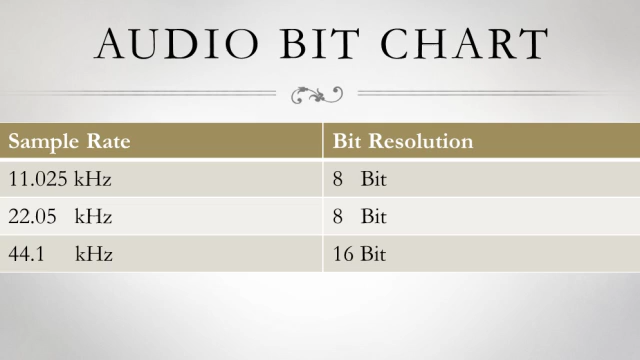 AUDIO BIT CHART
Sample Rate Bit Resolution
11.025 kHz 8 Bit
22.05 kHz 8 Bit
44.1 kHz 16 Bit